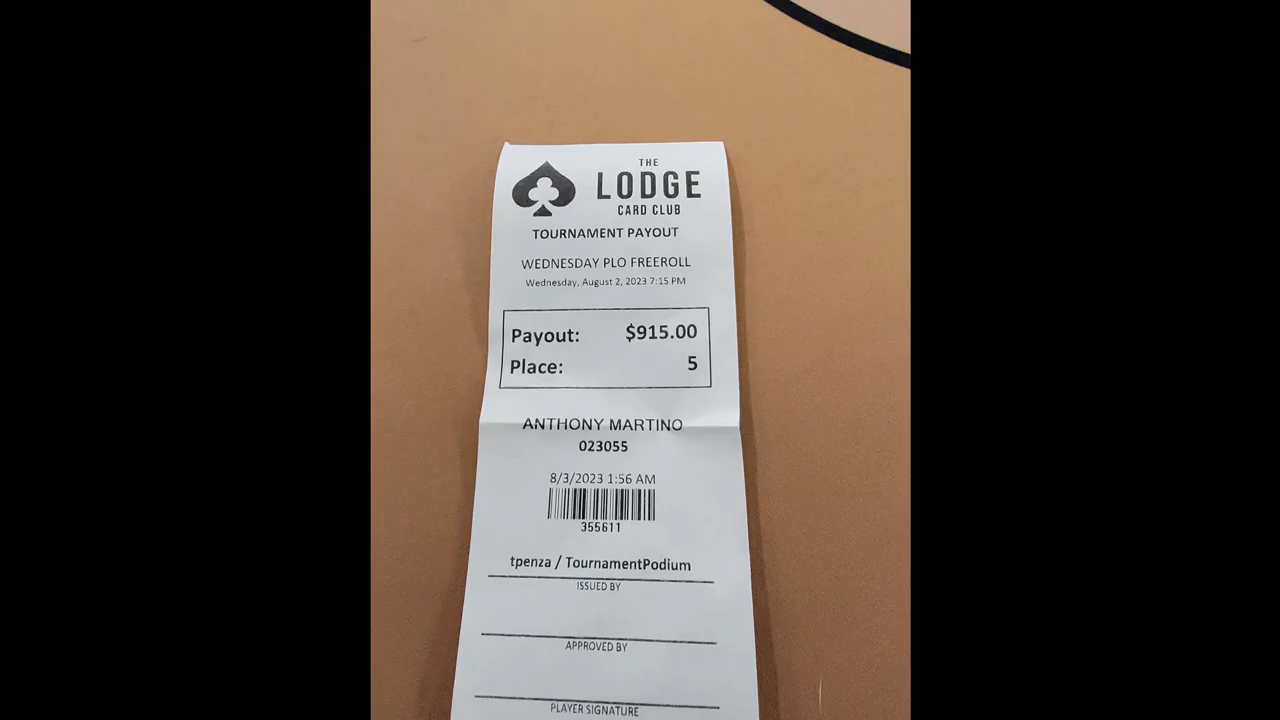 THE
LODGE
CARD CLUB
TOURNAMENT PAYOUT
WEDNESDAY PLO FREEROLL
Wednesday, August 2, 2023 7:15 PM
Payout: $915.00
Place: 5
ANTHONY MARTINO
023055
8/3/2023 1:56 AM
355611
tpenza / TournamentPodium
ISSUED BY
APPROVED BY
PLAYER SIGNATURE